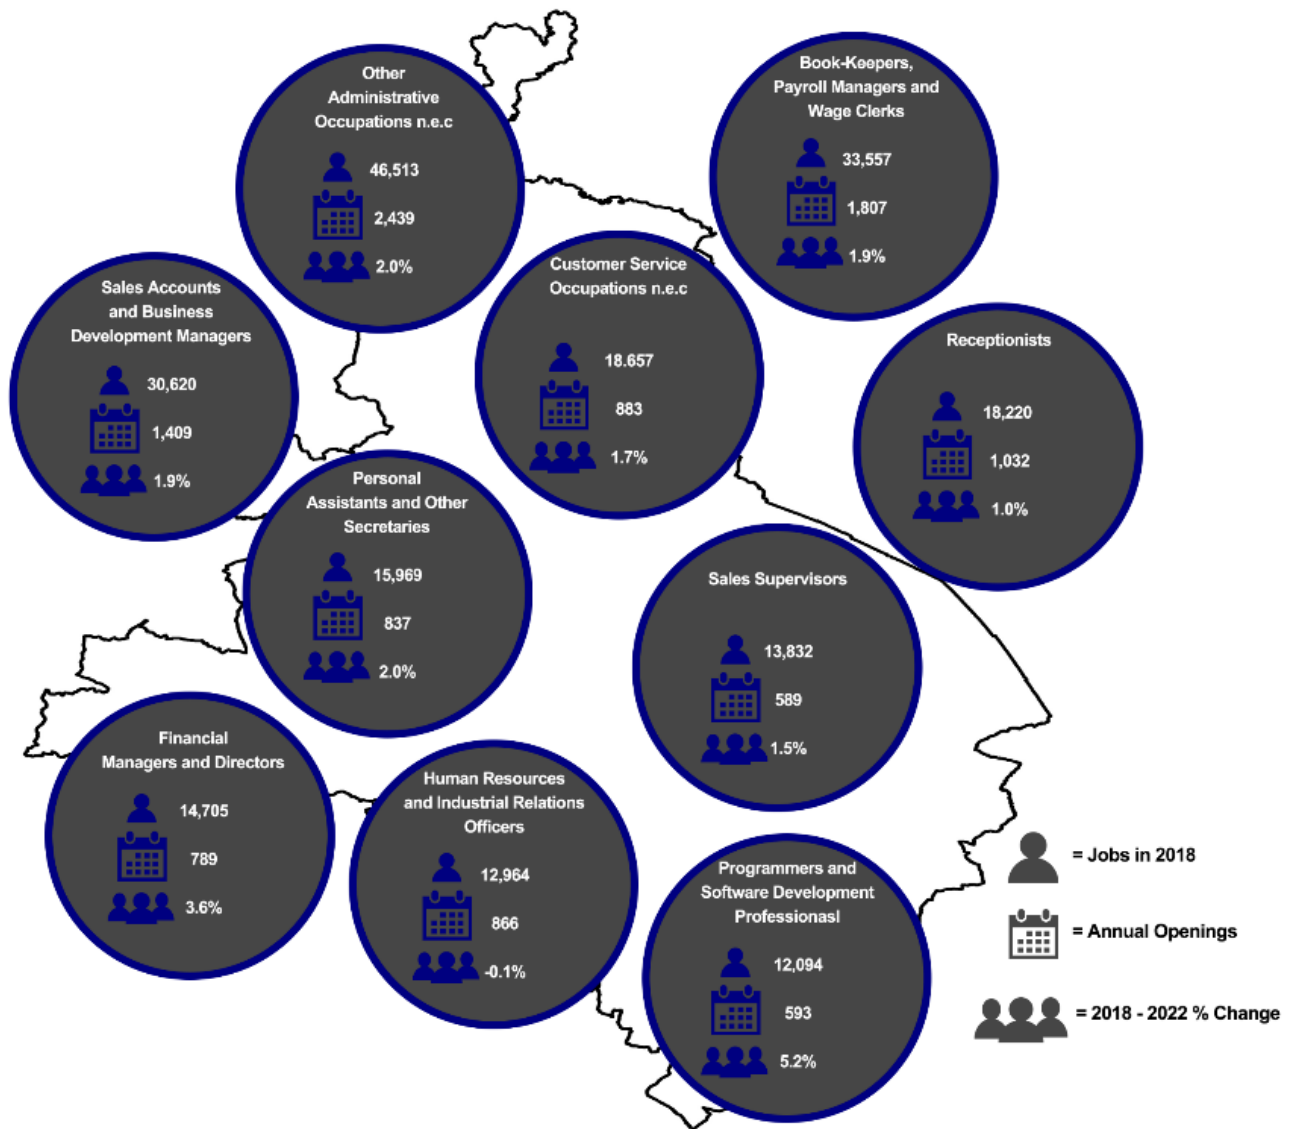 Other
Administrative
Occupations n.e.c
46,513
2,439
2.0%
Book-Keepers,
Payroll Managers and
Wage Clerks
33,557
1,807
1.9%
Sales Accounts
and Business
Development Managers
30,620
1,409
1.9%
Customer Service
Occupations n.e.c
18.657
883
1.7%
Receptionists
18,220
1,032
1.0%
Personal
Assistants and Other
Secretaries
15,969
837
2.0%
Sales Supervisors
13,832
589
1.5%
Financial
Managers and Directors
14,705
789
3.6%
Human Resources
and Industrial Relations
Officers
12,964
866
-0.1%
Programmers and
Software Development
Professionasl
12,094
593
5.2%
= Jobs in 2018
= Annual Openings
= 2018 - 2022 % Change